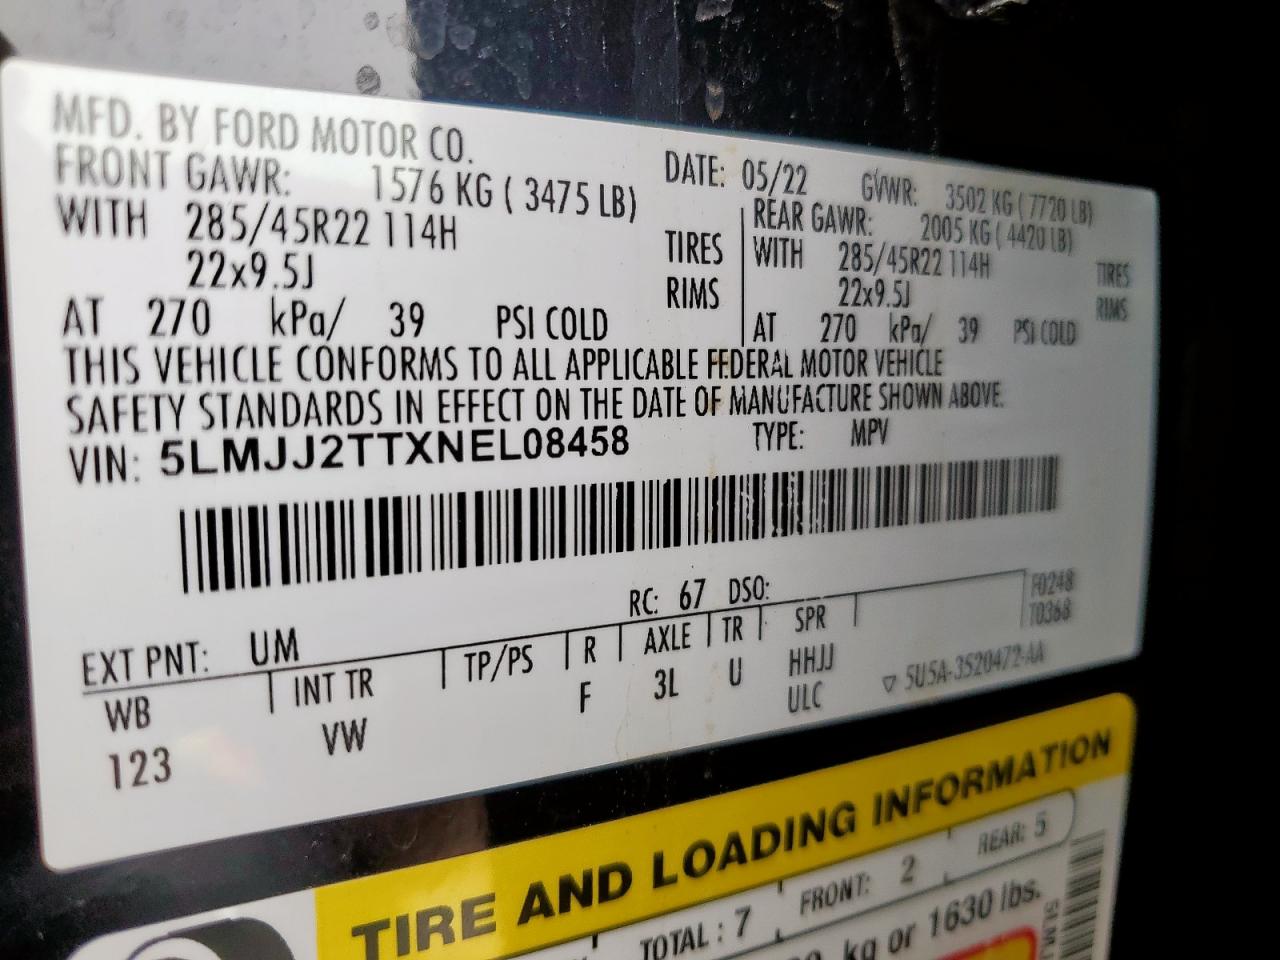 MFD. BY FORD MOTOR CO.
DATE: 05/22 GVWR: 3502 KG ( 7720 LB)
FRONT GAWR: 1576 KG ( 3475 LB)
REAR GAWR: 2005 KG ( 4420 LB)
WITH 285/45R22 114H TIRES
WITH 285/45R22 114H TIRES
22x9.5J RIMS
22x9.5J RIMS
AT 270 kPa/ 39 PSI COLD
AT 270 kPa/ 39 PSI COLD
THIS VEHICLE CONFORMS TO ALL APPLICABLE FEDERAL MOTOR VEHICLE
SAFETY STANDARDS IN EFFECT ON THE DATE OF MANUFACTURE SHOWN ABOVE.
VIN: 5LMJJ2TTXNEL08458 TYPE: MPV
RC: 67 DSO:
F0248
T0368
EXT PNT: UM
WB INT TR TP/PS R AXLE TR SPR
123 VW F 3L U HHJJ
ULC
5U5A-3520472-AA
TIRE AND LOADING INFORMATION
TOTAL : 7 FRONT: 2 REAR: 5
kg or 1630 lbs.